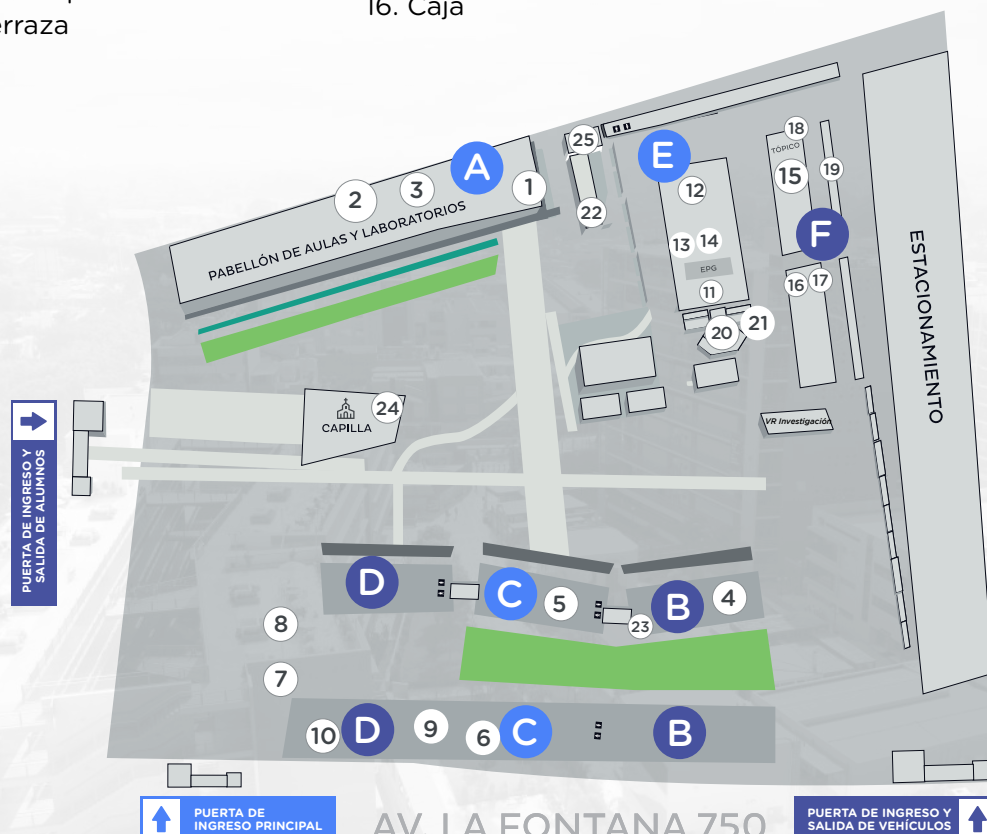 16. Caja
erraza
18
25
TÓPICO
A
E
3
15
19
1
12
2
22
PABELLÓN DE AULAS Y LABORATORIOS
F
13
14
EPG
16
17
11
21
20
ESTACIONAMIENTO
24
CAPILLA
VR Investigación
PUERTA DE INGRESO Y
SALIDA DE ALUMNOS
D
C
5
B
4
23
8
7
10
D
9
6
C
B
PUERTA DE
INGRESO PRINCIPAL
AV. LA FONTANA 750
PUERTA DE INGRESO Y
SALIDA DE VEHÍCULOS